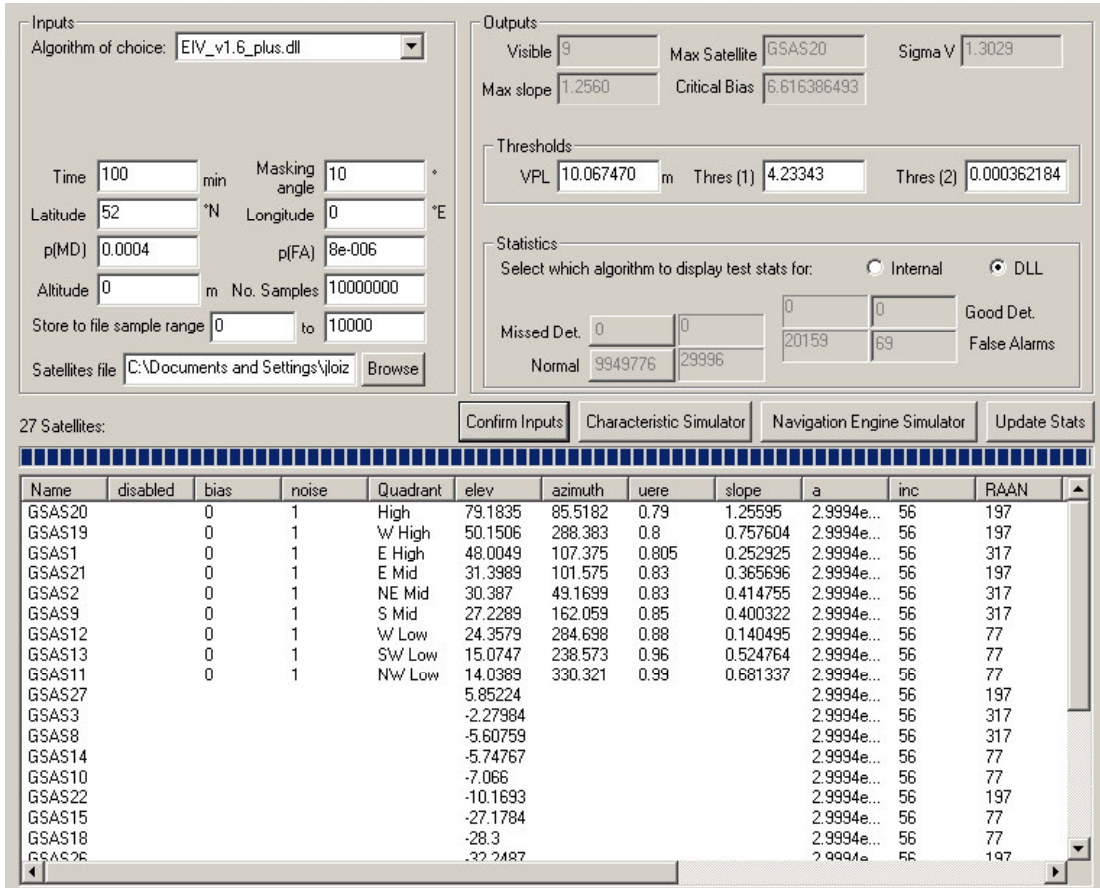 Inputs
Algorithm of choice: EIV_v1.6_plus.dll
Time 100 min Masking angle 10 °
Latitude 52 °N Longitude 0 °E
p(MD) 0.0004 p(FA) 8e-006
Altitude 0 m No. Samples 10000000
Store to file sample range 0 to 10000
Satellites file C:\Documents and Settings\jloiz Browse
Outputs
Visible 9 Max Satellite GSAS20 Sigma V 1.3029
Max slope 1.2560 Critical Bias 6.616386493
Thresholds
VPL 10.067470 m Thres (1) 4.23343 Thres (2) 0.000362184
Statistics
Select which algorithm to display test stats for: Internal DLL
Missed Det. 0 0 0 0 Good Det.
Normal 9949776 29996 20159 69 False Alarms
27 Satellites:
Confirm Inputs Characteristic Simulator Navigation Engine Simulator Update Stats
Name disabled bias noise Quadrant elev azimuth uere slope a inc RAAN
GSAS20 0 1 High 79.1835 85.5182 0.79 1.25595 2.9994e... 56 197
GSAS19 0 1 W High 50.1506 288.383 0.8 0.757604 2.9994e... 56 197
GSAS1 0 1 E High 48.0049 107.375 0.805 0.252925 2.9994e... 56 317
GSAS21 0 1 E Mid 31.3989 101.575 0.83 0.365696 2.9994e... 56 197
GSAS2 0 1 NE Mid 30.387 49.1699 0.83 0.414755 2.9994e... 56 317
GSAS9 0 1 S Mid 27.2289 162.059 0.85 0.400322 2.9994e... 56 317
GSAS12 0 1 W Low 24.3579 284.698 0.88 0.140495 2.9994e... 56 77
GSAS13 0 1 SW Low 15.0747 238.573 0.96 0.524764 2.9994e... 56 77
GSAS11 0 1 NW Low 14.0389 330.321 0.99 0.681337 2.9994e... 56 77
GSAS27 5.85224 2.9994e... 56 197
GSAS3 -2.27984 2.9994e... 56 317
GSAS8 -5.60759 2.9994e... 56 317
GSAS14 -5.74767 2.9994e... 56 77
GSAS10 -7.066 2.9994e... 56 77
GSAS22 -10.1693 2.9994e... 56 197
GSAS15 -27.1784 2.9994e... 56 77
GSAS18 -28.3 2.9994e... 56 77
GSAS26 -32.2487 2.9994e 56 197